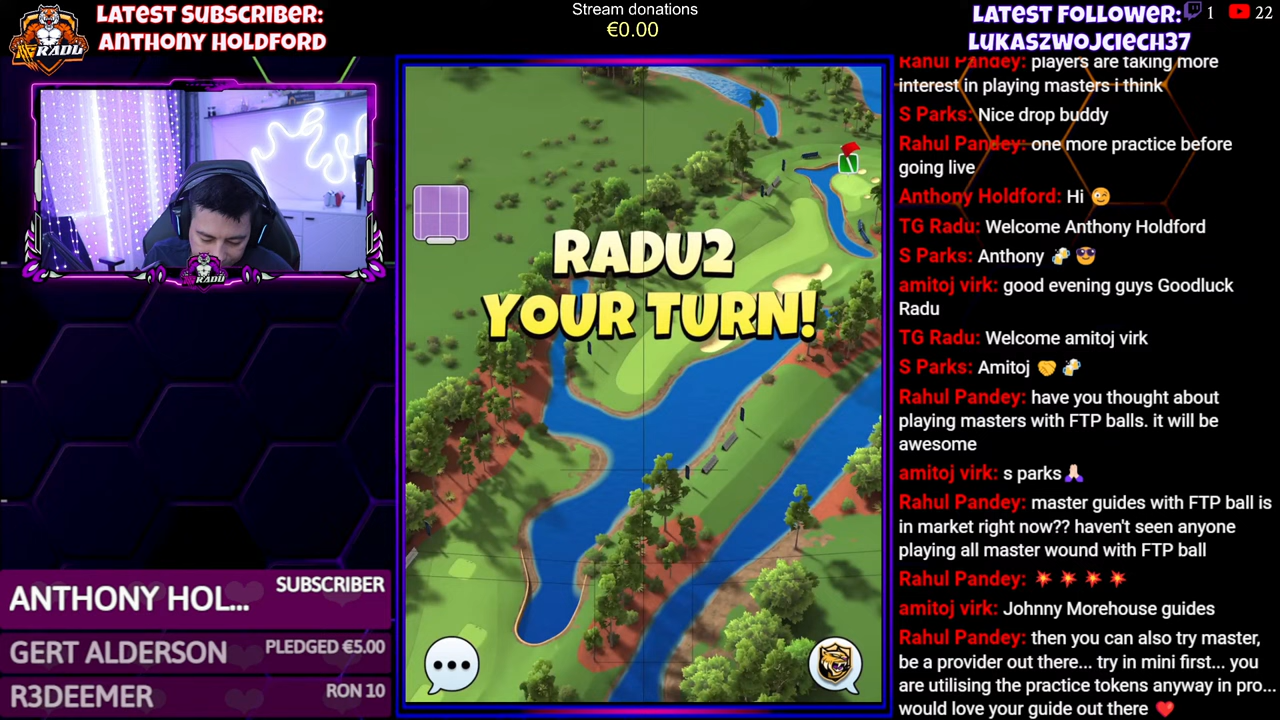 LATEST SUBSCRIBER:
ANTHONY HOLDFORD
RADU
Stream donations
€0.00
LATEST FOLLOWER:
LUKASZWOJCIECH37
1
22
RADU
RADU2
YOUR TURN!
SUBSCRIBER
ANTHONY HOL...
GERT ALDERSON
PLEDGED €5.00
R3DEEMER
RON 10
Rahul Pandey: players are taking more
interest in playing masters i think
S Parks: Nice drop buddy
Rahul Pandey: one more practice before
going live
Anthony Holdford: Hi 😉
TG Radu: Welcome Anthony Holdford
S Parks: Anthony 🍻 😎
amitoj virk: good evening guys Goodluck
Radu
TG Radu: Welcome amitoj virk
S Parks: Amitoj 🤜 🍻
Rahul Pandey: have you thought about
playing masters with FTP balls. it will be
awesome
amitoj virk: s parks🙏🏻
Rahul Pandey: master guides with FTP ball is
in market right now?? haven't seen anyone
playing all master wound with FTP ball
Rahul Pandey: 💥 💥 💥 💥
amitoj virk: Johnny Morehouse guides
Rahul Pandey: then you can also try master,
be a provider out there... try in mini first... you
are utilising the practice tokens anyway in pro...
would love your guide out there ❤️